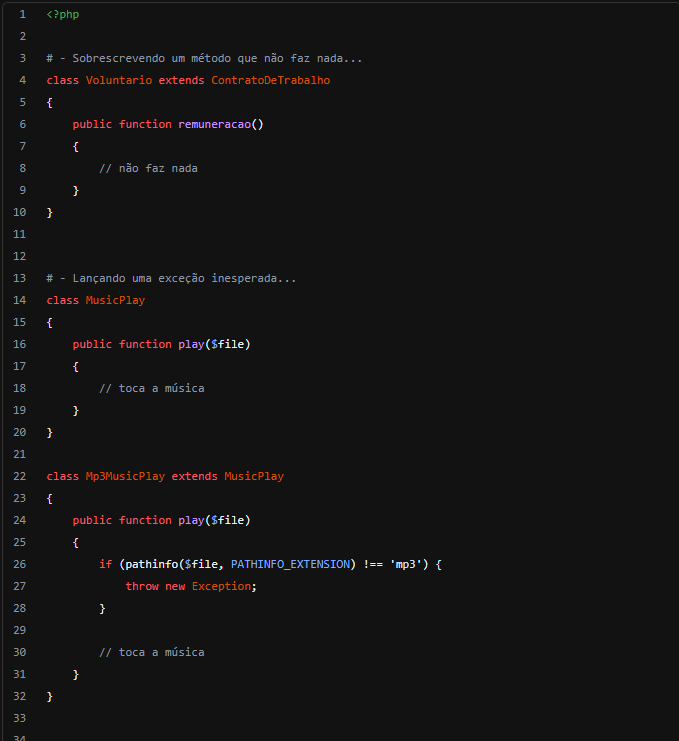 1 <?php
2
3 # - Sobrescrevendo um método que não faz nada...
4 class Voluntario extends ContratoDeTrabalho
5 {
6     public function remuneracao()
7     {
8         // não faz nada
9     }
10 }
11
12
13 # - Lançando uma exceção inesperada...
14 class MusicPlay
15 {
16     public function play($file)
17     {
18         // toca a música
19     }
20 }
21
22 class Mp3MusicPlay extends MusicPlay
23 {
24     public function play($file)
25     {
26         if (pathinfo($file, PATHINFO_EXTENSION) !== 'mp3') {
27             throw new Exception;
28         }
29
30         // toca a música
31     }
32 }
33
34